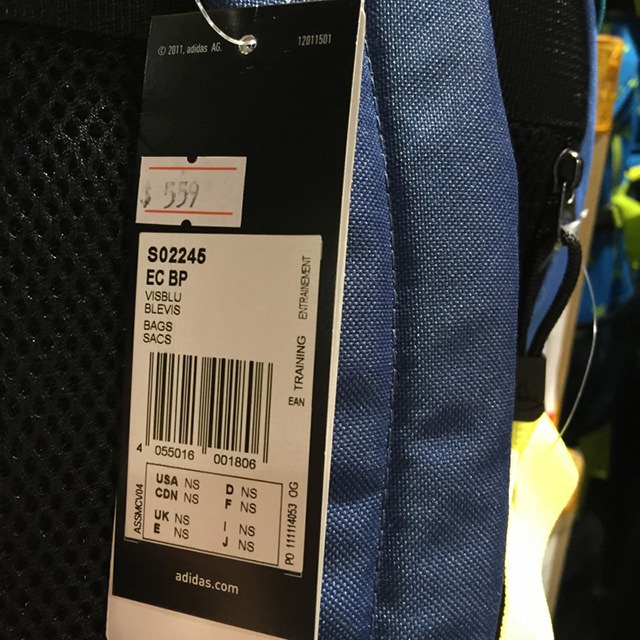 © 2011, adidas AG. 12011501
$ 559
S02245
EC BP
VISBLU
BLEVIS
BAGS
SACS
TRAINING
ENTRAINEMENT
EAN
4 055016 001806
USA NS D NS
CDN NS F NS
UK NS I NS
E NS J NS
ASSMCV04
PO 111114053 OG
adidas.com